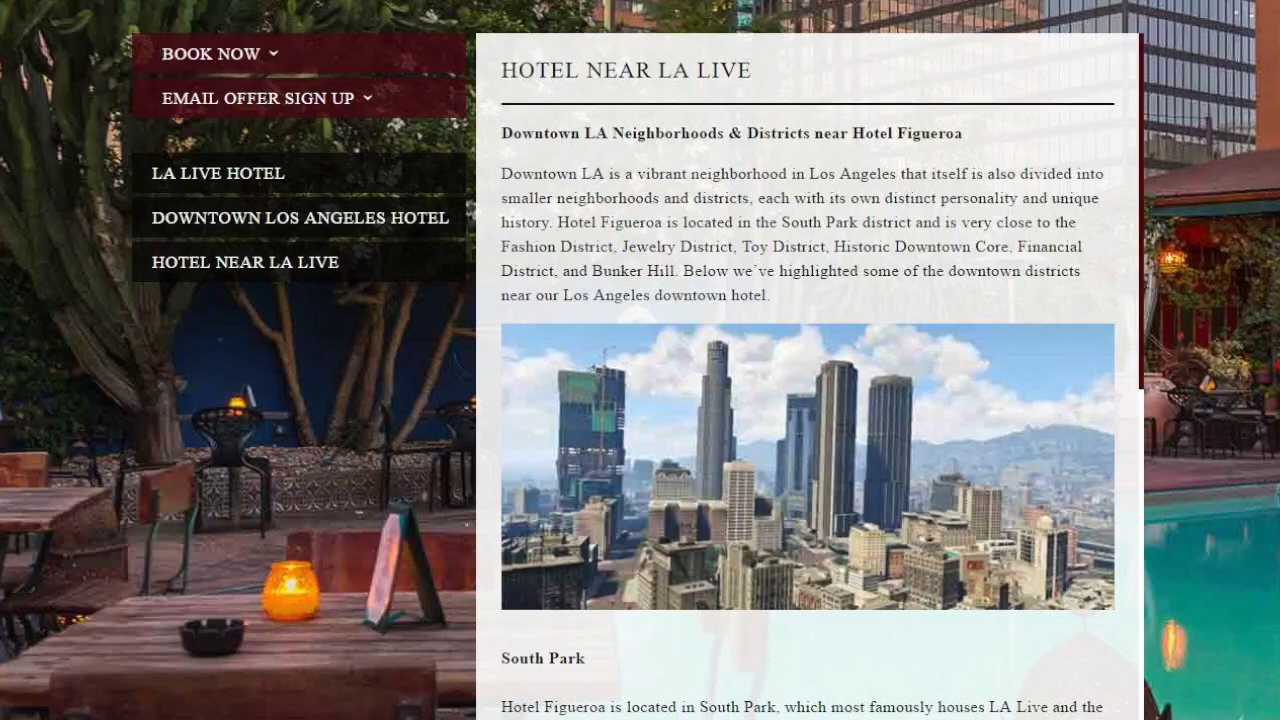 BOOK NOW
EMAIL OFFER SIGN UP
LA LIVE HOTEL
DOWNTOWN LOS ANGELES HOTEL
HOTEL NEAR LA LIVE
HOTEL NEAR LA LIVE
Downtown LA Neighborhoods & Districts near Hotel Figueroa
Downtown LA is a vibrant neighborhood in Los Angeles that itself is also divided into
smaller neighborhoods and districts, each with its own distinct personality and unique
history. Hotel Figueroa is located in the South Park district and is very close to the
Fashion District, Jewelry District, Toy District, Historic Downtown Core, Financial
District, and Bunker Hill. Below we`ve highlighted some of the downtown districts
near our Los Angeles downtown hotel.
South Park
Hotel Figueroa is located in South Park, which most famously houses LA Live and the